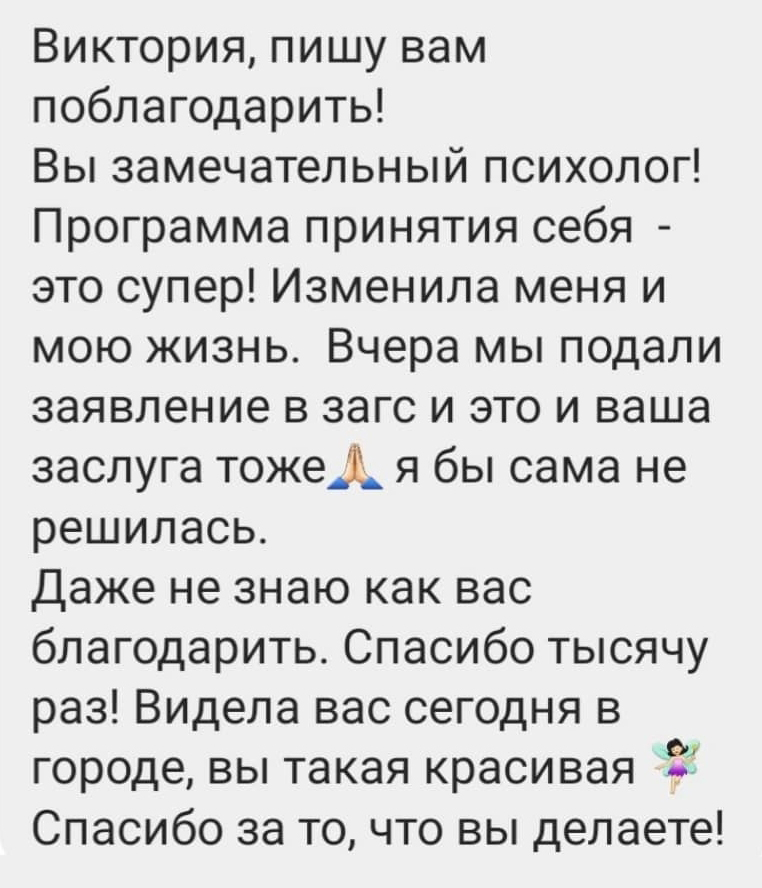 Виктория, пишу вам
поблагодарить!
Вы замечательный психолог!
Программа принятия себя  -
это супер! Изменила меня и
мою жизнь.  Вчера мы подали
заявление в загс и это и ваша
заслуга тоже🙏🏻 я бы сама не
решилась.
Даже не знаю как вас
благодарить. Спасибо тысячу
раз! Видела вас сегодня в
городе, вы такая красивая 🧚🏻‍♀️
Спасибо за то, что вы делаете!